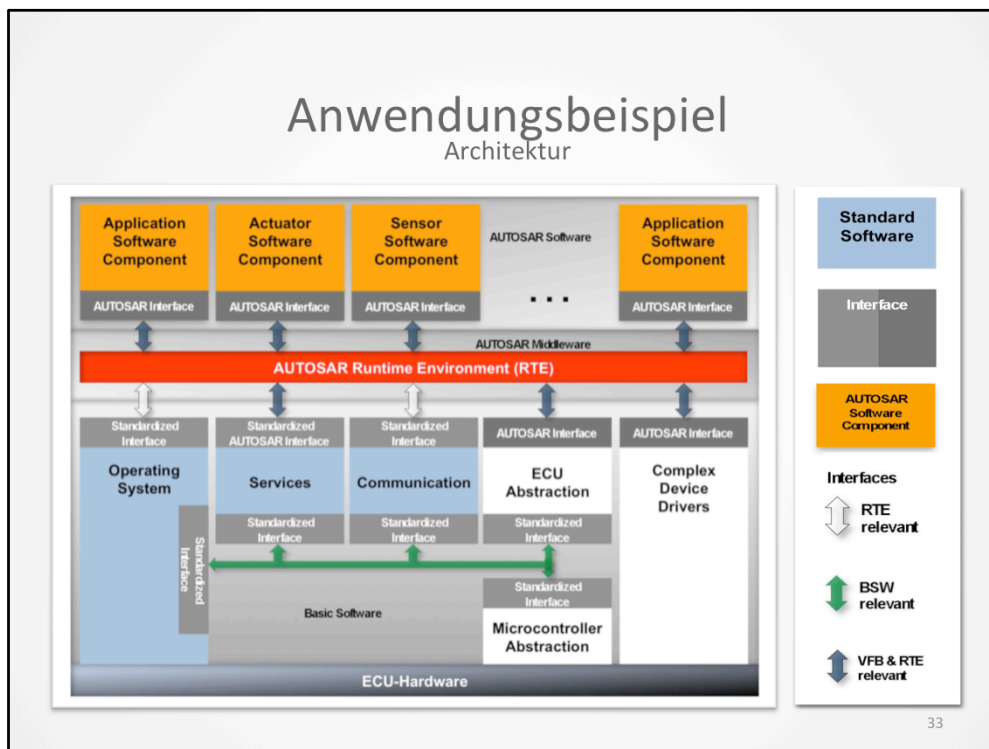 Anwendungsbeispiel
Architektur
Application
Software
Component
AUTOSAR Interface
Actuator
Software
Component
AUTOSAR Interface
Sensor
Software
Component
AUTOSAR Interface
AUTOSAR Software
...
Application
Software
Component
AUTOSAR Interface
AUTOSAR Middleware
AUTOSAR Runtime Environment (RTE)
Standardized
Interface
Operating
System
Standardized
Interface
Standardized
AUTOSAR Interface
Services
Standardized
Interface
Standardized
Interface
Communication
Standardized
Interface
AUTOSAR Interface
ECU
Abstraction
Standardized
Interface
Standardized
Interface
Microcontroller
Abstraction
AUTOSAR Interface
Complex
Device
Drivers
Basic Software
ECU-Hardware
Standard
Software
Interface
AUTOSAR
Software
Component
Interfaces
RTE
relevant
BSW
relevant
VFB & RTE
relevant
33